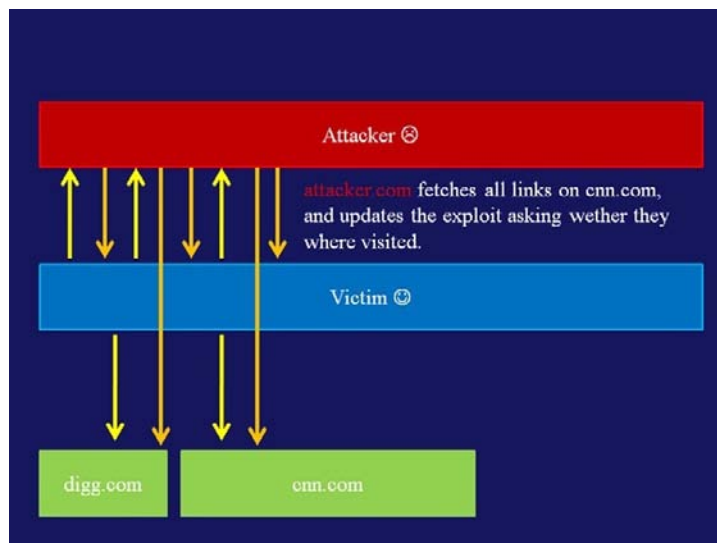 Attacker ☹
attacker.com fetches all links on cnn.com,
and updates the exploit asking wether they
where visited.
Victim ☺
digg.com
cnn.com